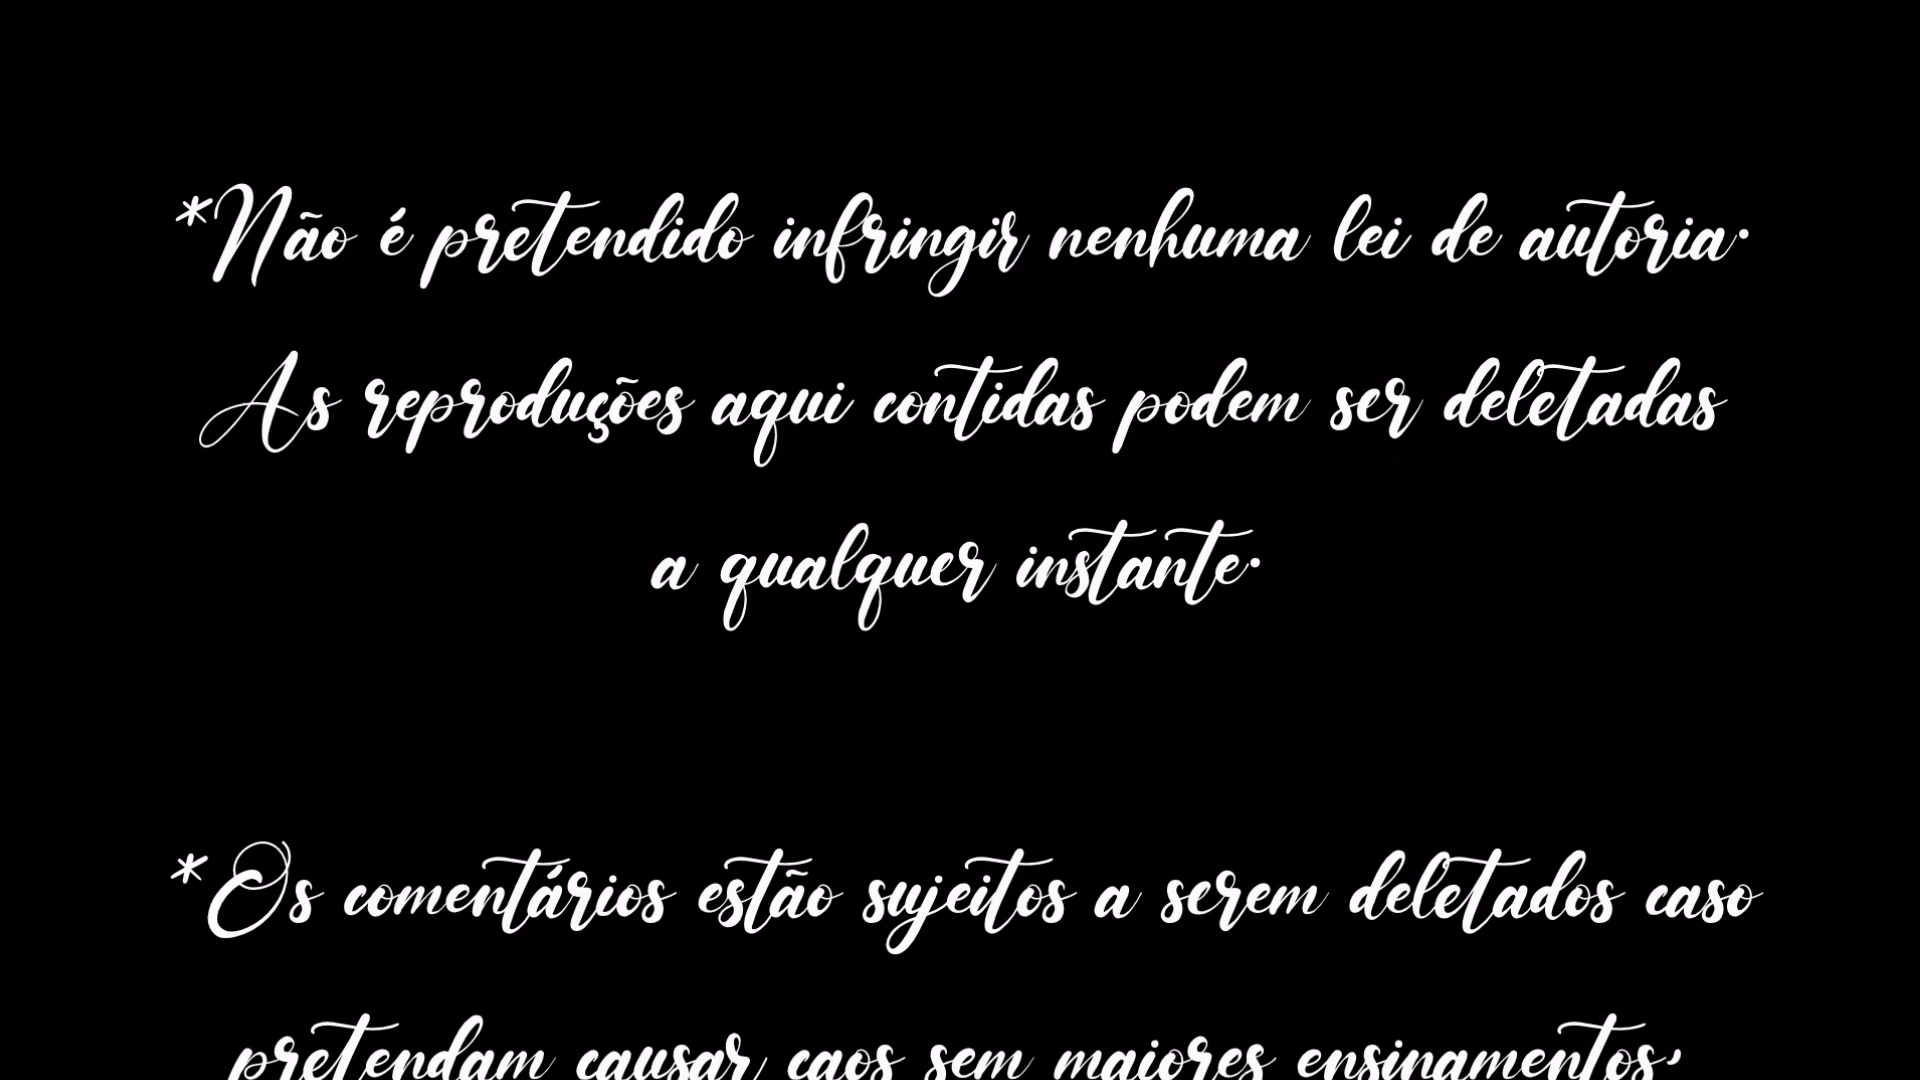 *Não é pretendido infringir nenhuma lei de autoria.
As reproduções aqui contidas podem ser deletadas
a qualquer instante.
*Os comentários estão sujeitos a serem deletados caso
pretendam causar caos sem maiores ensinamentos;